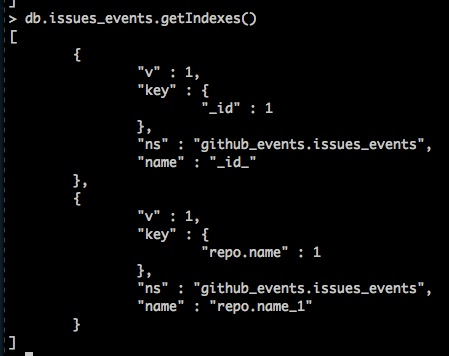 ]
> db.issues_events.getIndexes()
[
        {
                "v" : 1,
                "key" : {
                        "_id" : 1
                },
                "ns" : "github_events.issues_events",
                "name" : "_id_"
        },
        {
                "v" : 1,
                "key" : {
                        "repo.name" : 1
                },
                "ns" : "github_events.issues_events",
                "name" : "repo.name_1"
        }
]